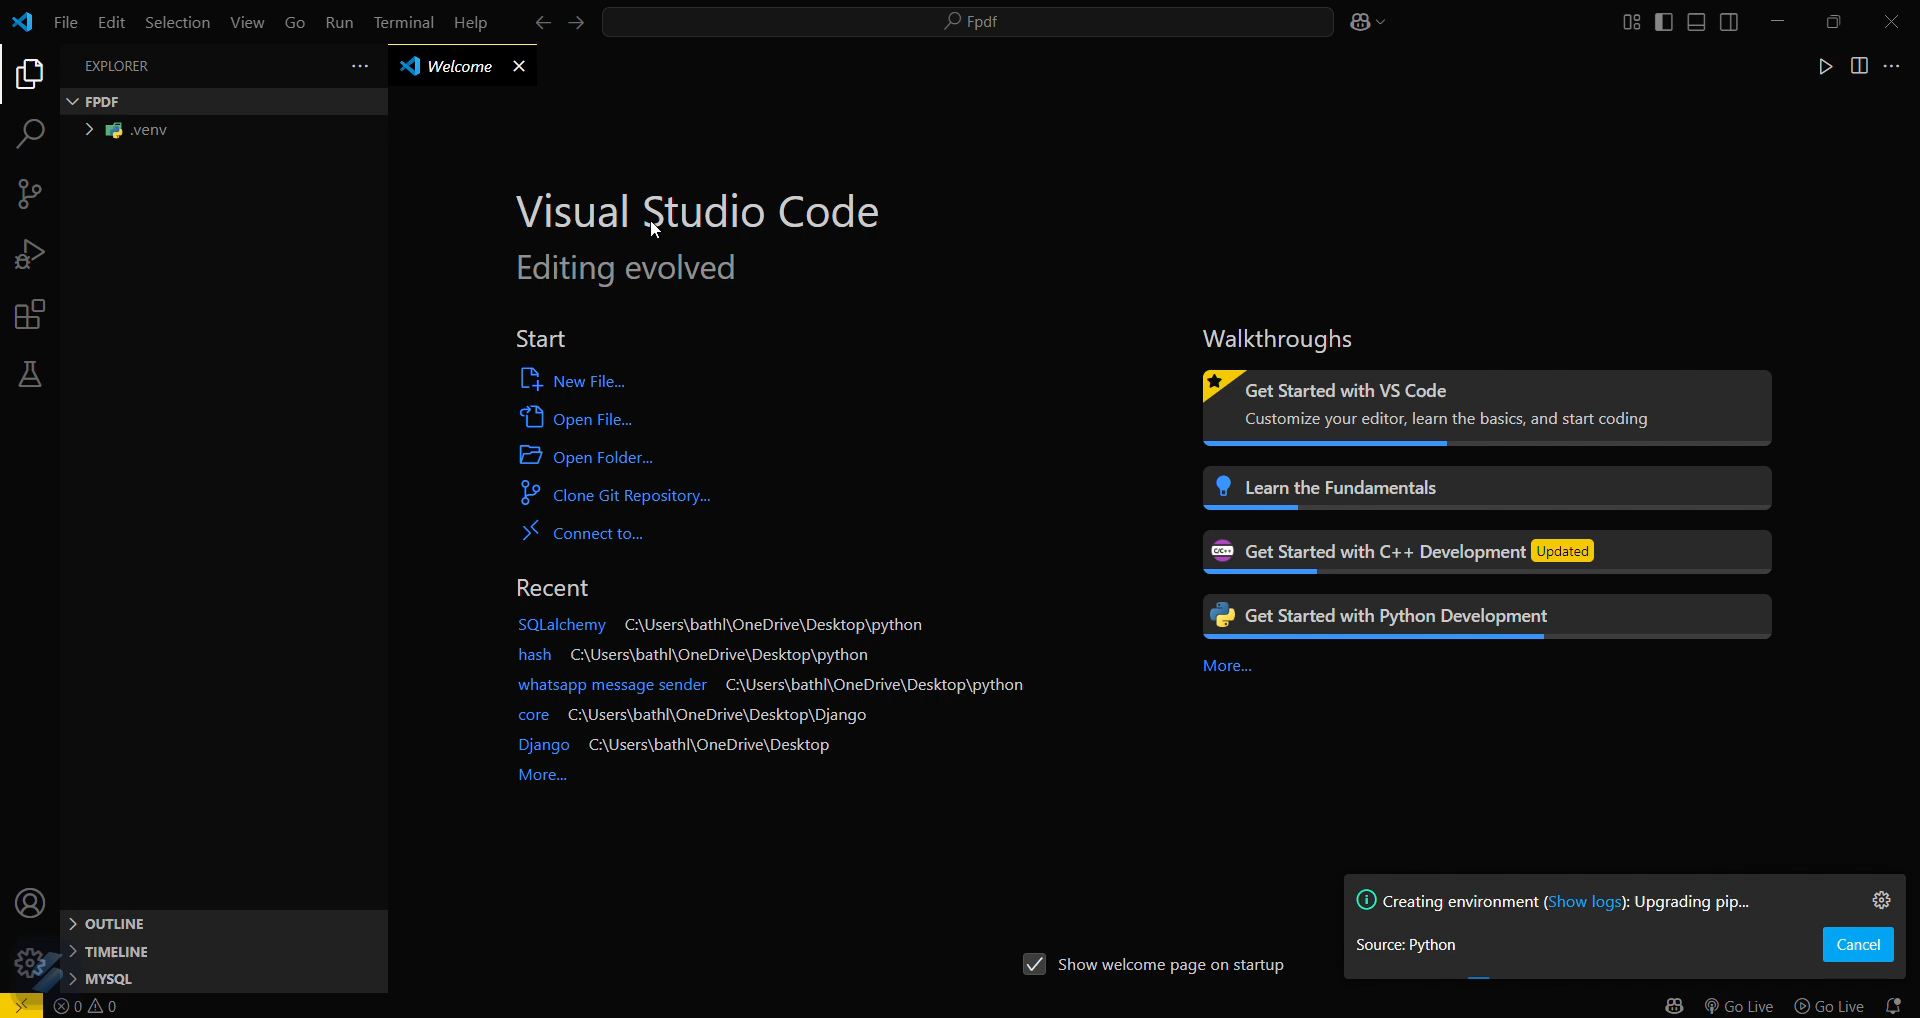 File Edit Selection View Go Run Terminal Help
Fpdf
EXPLORER
Welcome
FPDF
.venv
Visual Studio Code
Editing evolved
Start
New File...
Open File...
Open Folder...
Clone Git Repository...
Connect to...
Recent
SQLalchemy C:\Users\bathl\OneDrive\Desktop\python
hash C:\Users\bathl\OneDrive\Desktop\python
whatsapp message sender C:\Users\bathl\OneDrive\Desktop\python
core C:\Users\bathl\OneDrive\Desktop\Django
Django C:\Users\bathl\OneDrive\Desktop
More...
Walkthroughs
Get Started with VS Code
Customize your editor, learn the basics, and start coding
Learn the Fundamentals
C/C++ Get Started with C++ Development Updated
Get Started with Python Development
More...
OUTLINE
TIMELINE
MYSQL
Show welcome page on startup
Creating environment (Show logs): Upgrading pip...
Source: Python
Cancel
0 0
Go Live Go Live